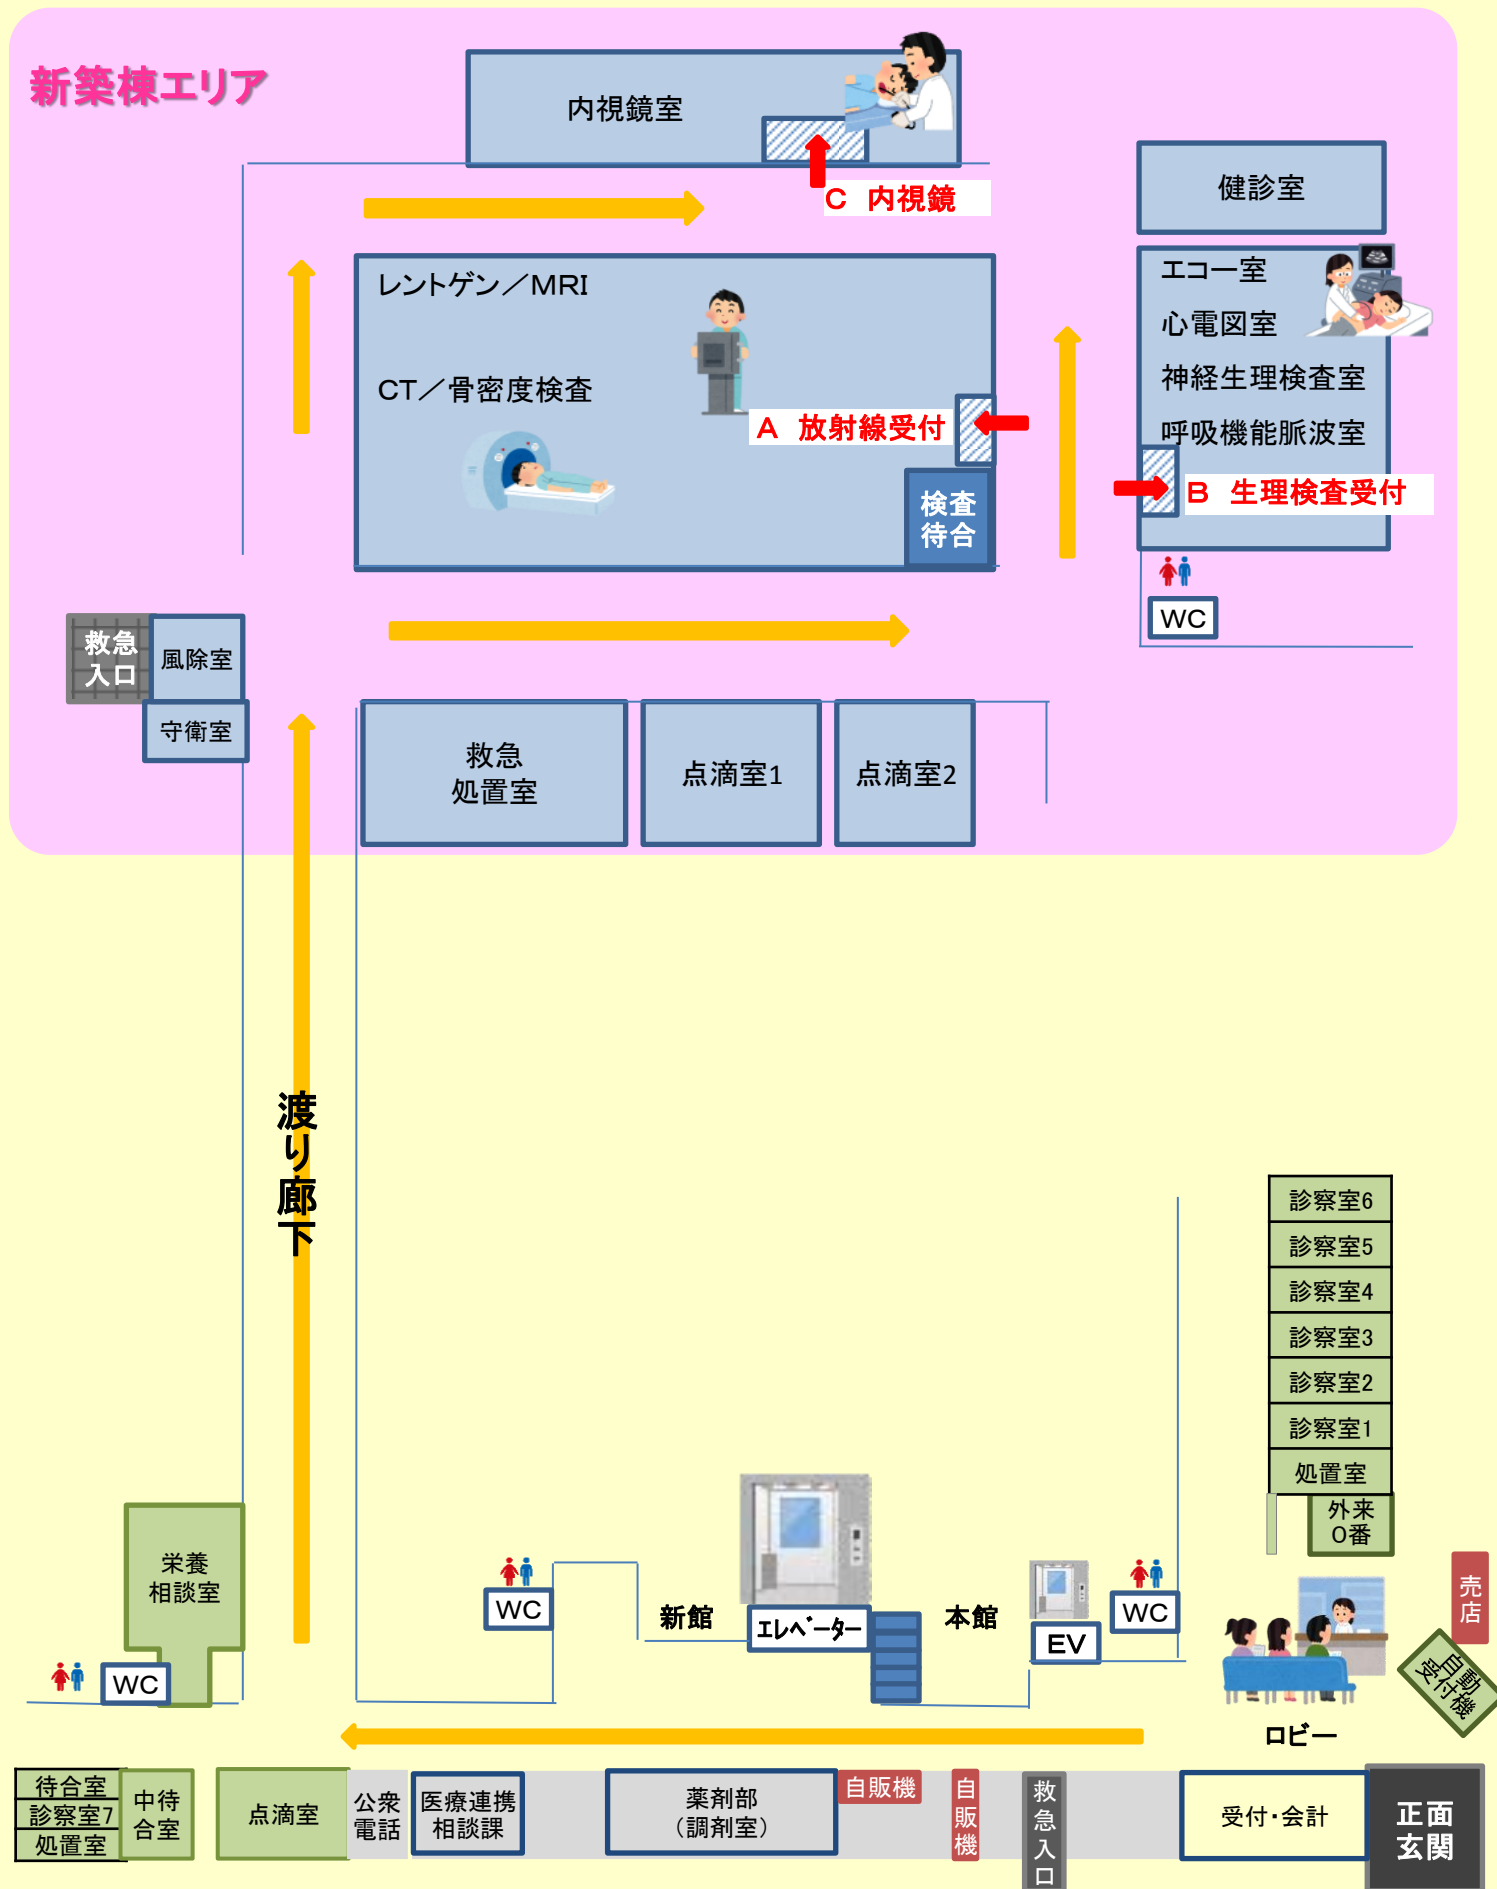 新築棟エリア
内視鏡室
C 内視鏡
健診室
レントゲン／MRI
CT／骨密度検査
A 放射線受付
検査
待合
エコー室
心電図室
神経生理検査室
呼吸機能脈波室
B 生理検査受付
WC
救急
入口
風除室
守衛室
救急
処置室
点滴室1
点滴室2
渡り廊下
診察室6
診察室5
診察室4
診察室3
診察室2
診察室1
処置室
外来
0番
売店
自動
受付機
栄養
相談室
WC
WC
新館
エレベーター
本館
EV
WC
ロビー
待合室
診察室7
処置室
中待
合室
点滴室
公衆
電話
医療連携
相談課
薬剤部
（調剤室）
自販機
自販機
救急入口
受付・会計
正面
玄関